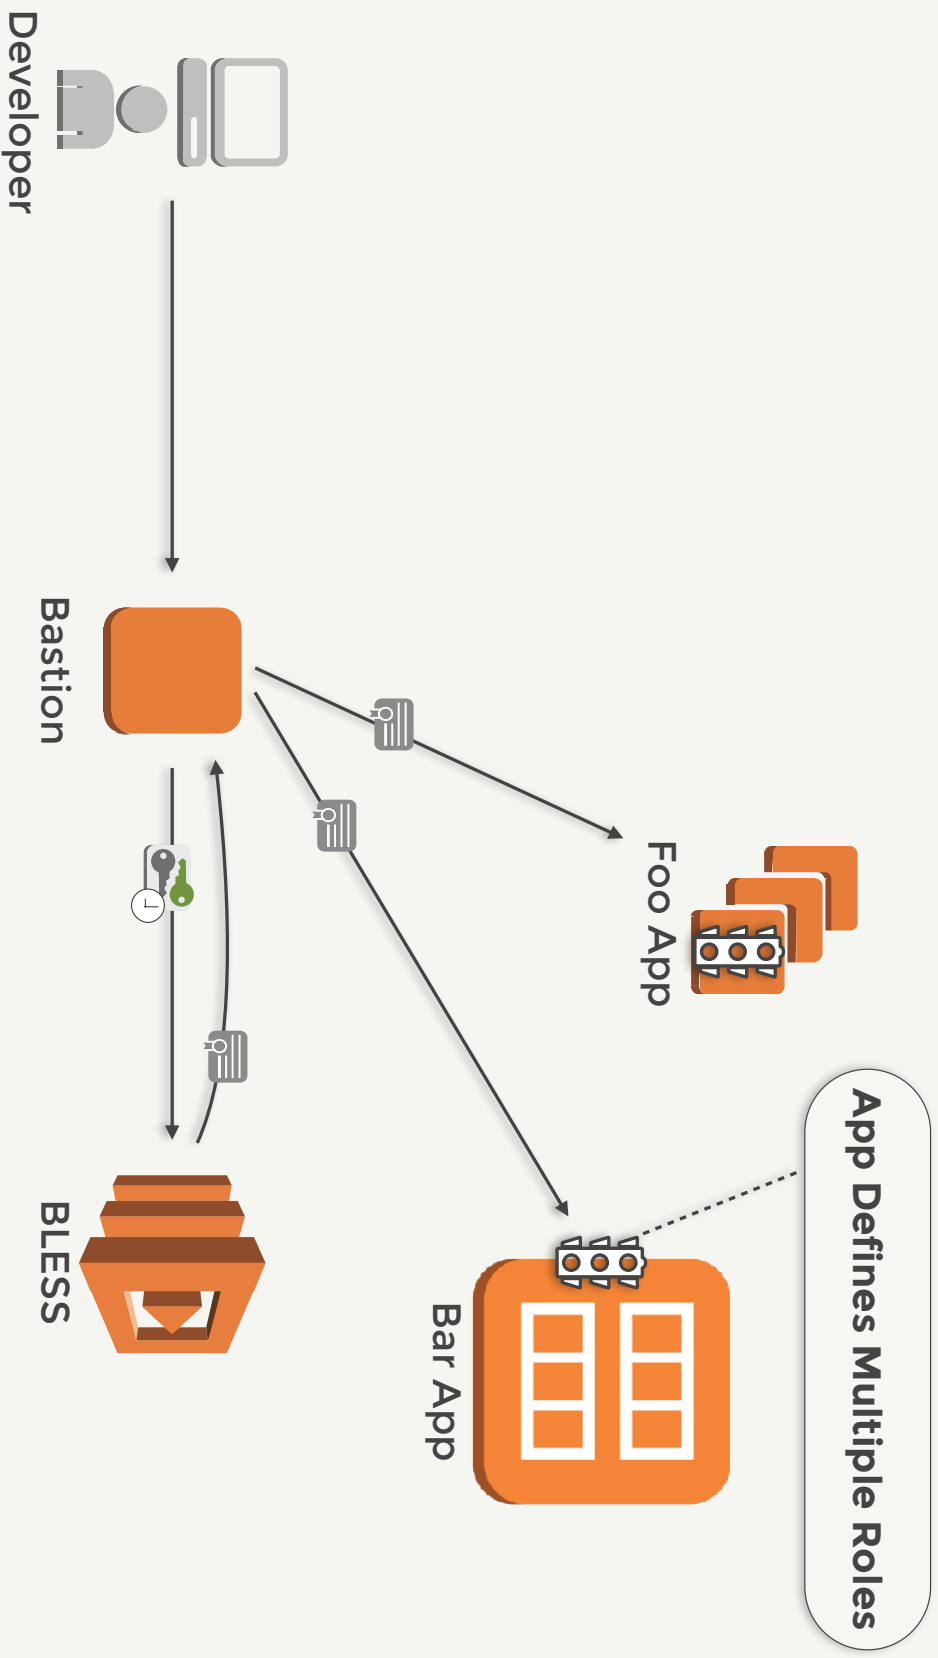 App Defines Multiple Roles
Foo App
Bar App
Developer
Bastion
BLESS